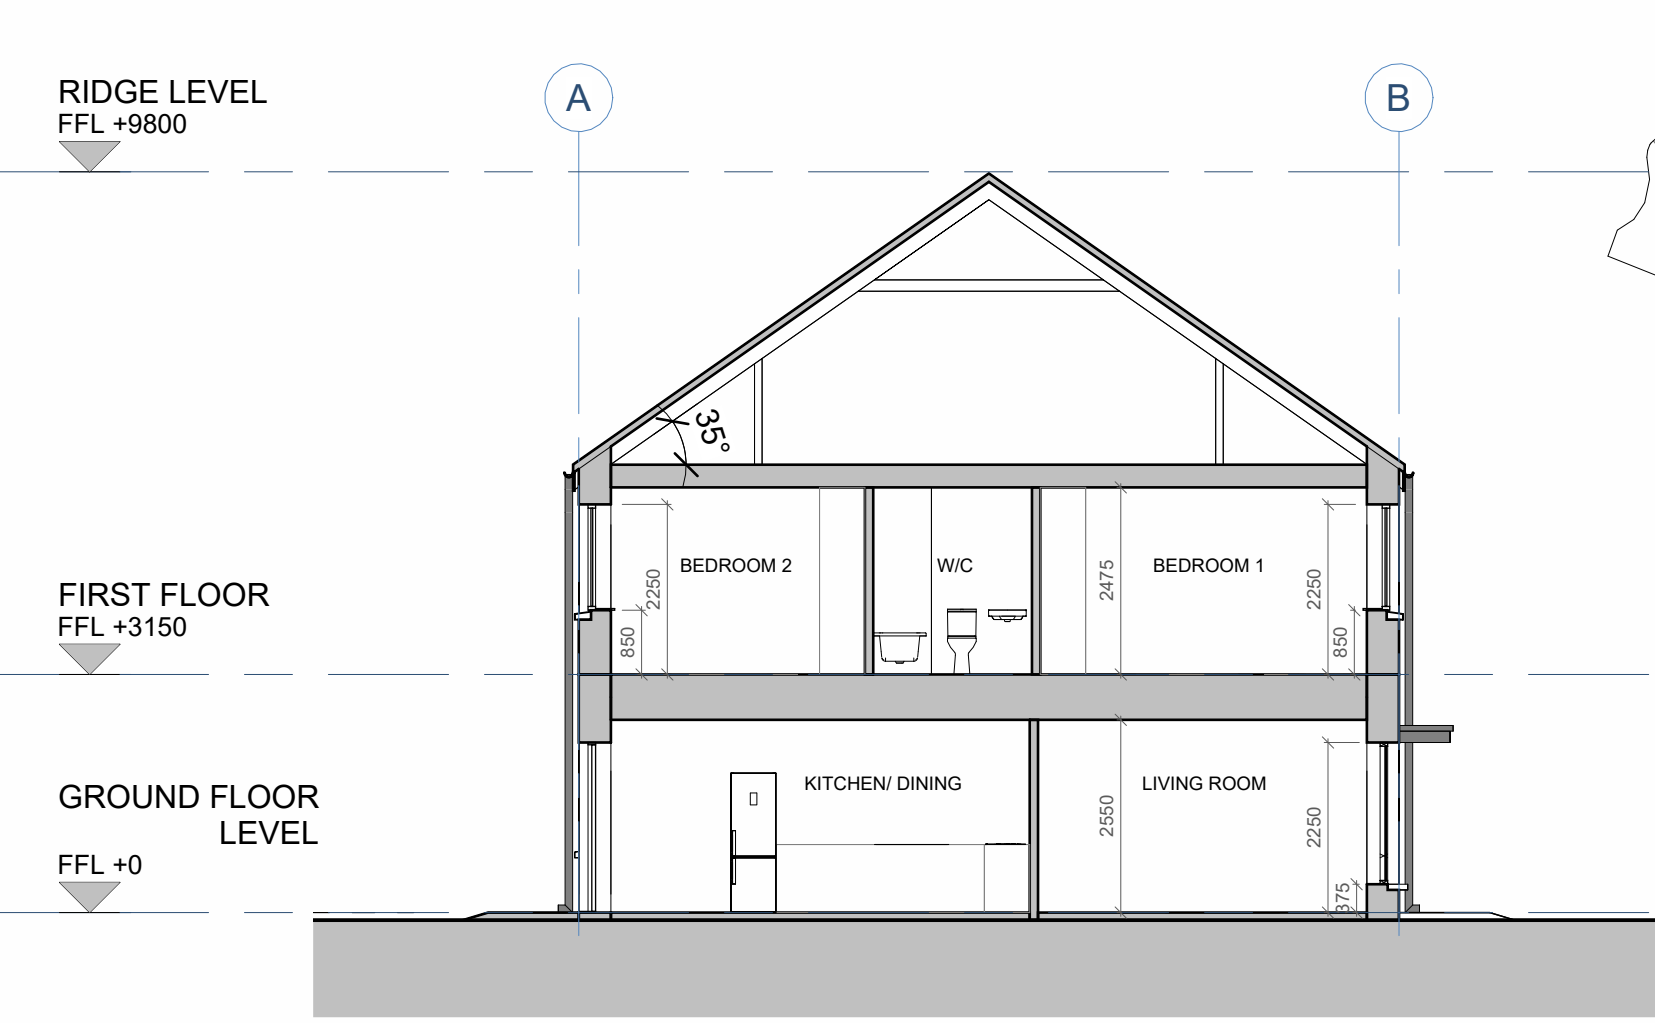 RIDGE LEVEL
FFL +9800
A
B
35°
FIRST FLOOR
FFL +3150
2250
850
BEDROOM 2
W/C
2475
BEDROOM 1
2250
850
GROUND FLOOR
LEVEL
FFL +0
KITCHEN/ DINING
2550
LIVING ROOM
2250
375